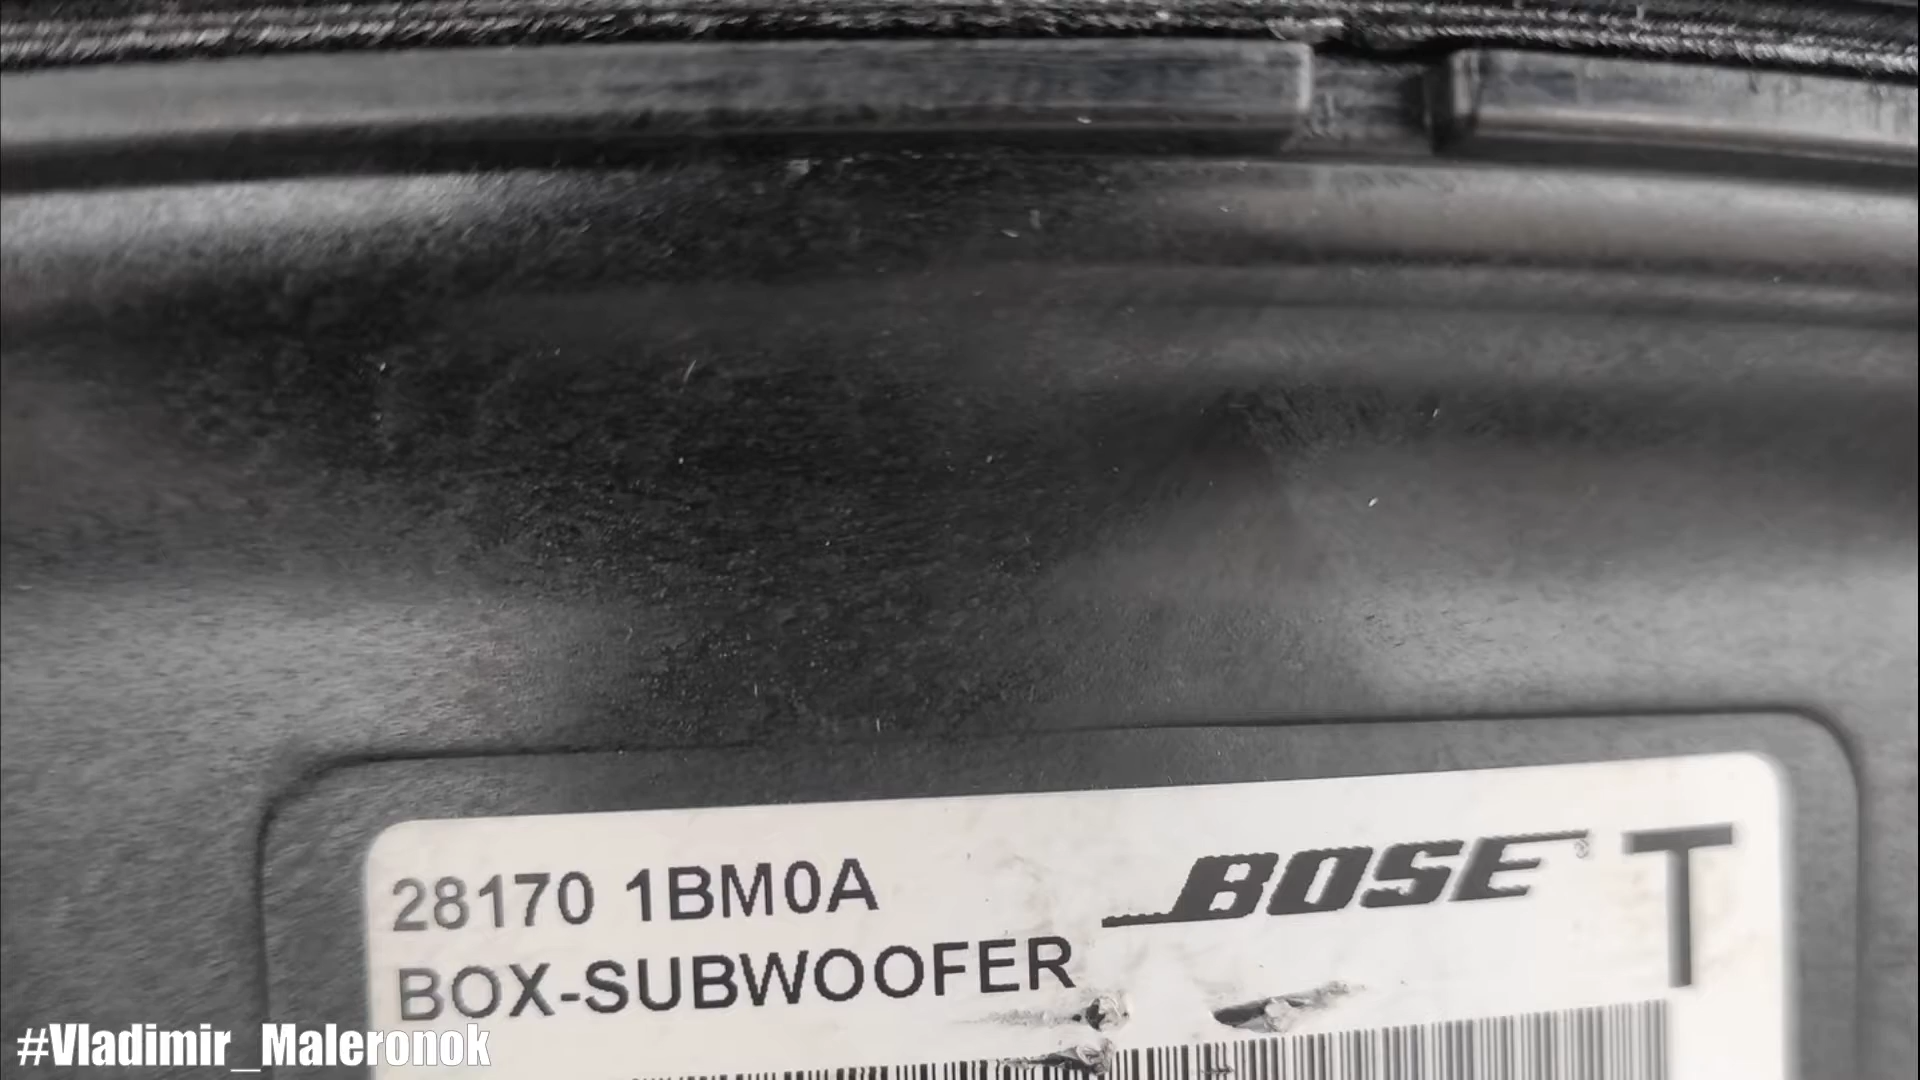 28170 1BM0A
BOSE
T
BOX-SUBWOOFER
#Vladimir_Maleronok